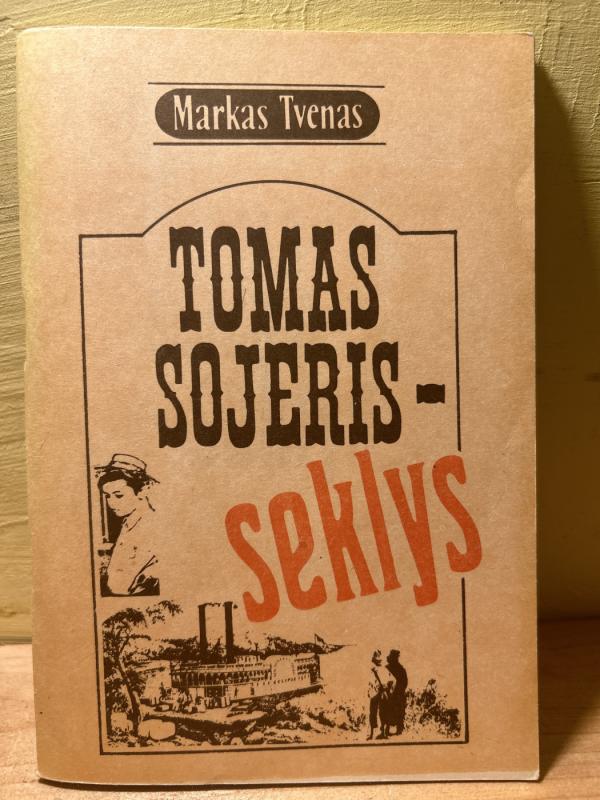 Markas Tvenas
TOMAS
SOJERIS -
seklys